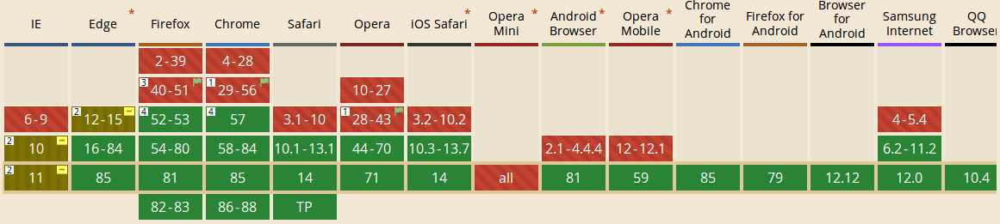 IE Edge * Firefox Chrome Safari Opera iOS Safari * Opera Mini * Android Browser * Opera Mobile * Chrome for Android Firefox for Android Browser for Android Samsung Internet QQ Browser
2-39 4-28
3 40-51 1 29-56 10-27
6-9 2 12-15 4 52-53 4 57 3.1-10 1 28-43 3.2-10.2 4-5.4
2 10 16-84 54-80 58-84 10.1-13.1 44-70 10.3-13.7 2.1-4.4.4 12-12.1 6.2-11.2
2 11 85 81 85 14 71 14 all 81 59 85 79 12.12 12.0 10.4
82-83 86-88 TP